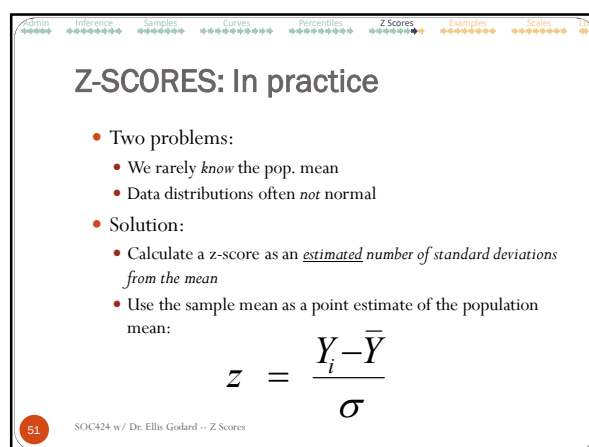 Admin Inference Samples Curves Percentiles Z Scores Examples Scales
Z-SCORES: In practice
• Two problems:
• We rarely know the pop. mean
• Data distributions often not normal
• Solution:
• Calculate a z-score as an estimated number of standard deviations
from the mean
• Use the sample mean as a point estimate of the population
mean:
z = (Y_i − Ȳ) / σ
51 SOC424 w/ Dr. Ellis Godard -- Z Scores